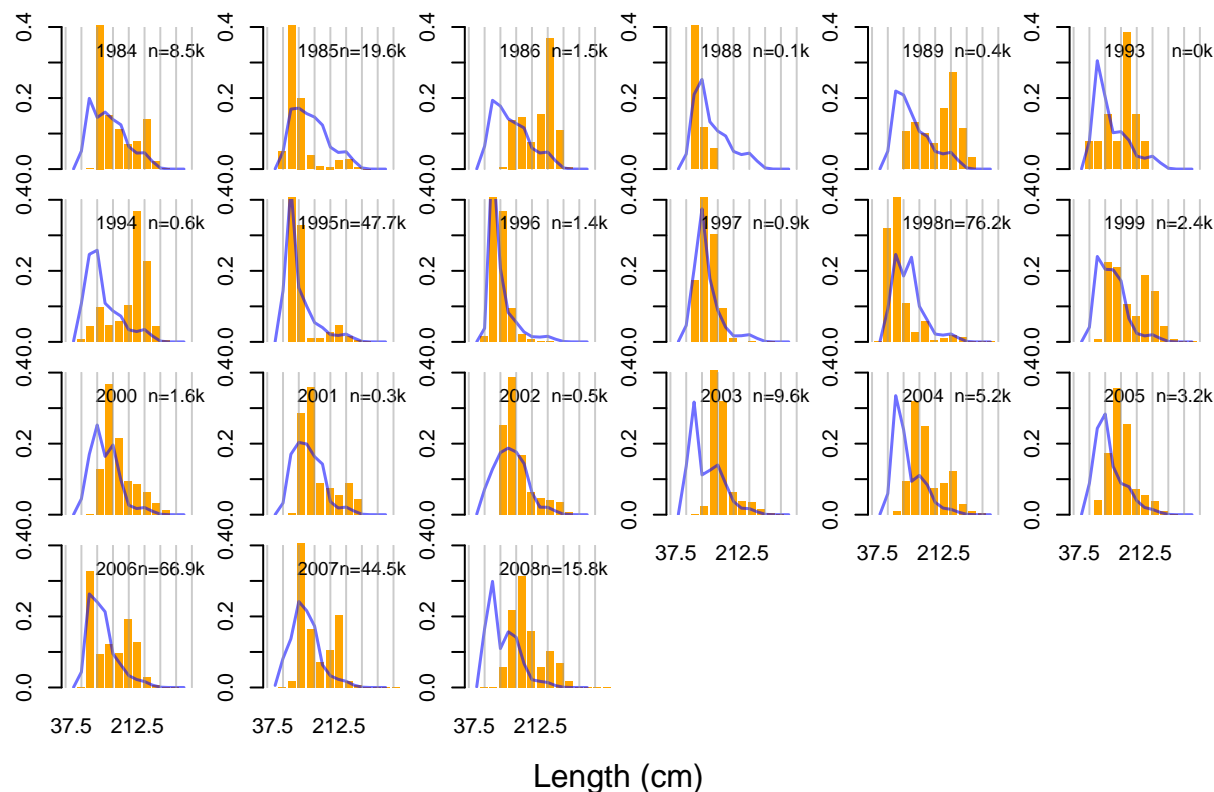 0.0 0.2 0.4 1984 n=8.5k
0.0 0.2 0.4 1985 n=19.6k
0.0 0.2 0.4 1986 n=1.5k
0.0 0.2 0.4 1988 n=0.1k
0.0 0.2 0.4 1989 n=0.4k
0.0 0.2 0.4 1993 n=0k
0.0 0.2 0.4 1994 n=0.6k
0.0 0.2 0.4 1995 n=47.7k
0.0 0.2 0.4 1996 n=1.4k
0.0 0.2 0.4 1997 n=0.9k
0.0 0.2 0.4 1998 n=76.2k
0.0 0.2 0.4 1999 n=2.4k
0.0 0.2 0.4 2000 n=1.6k
0.0 0.2 0.4 2001 n=0.3k
0.0 0.2 0.4 2002 n=0.5k
0.0 0.2 0.4 2003 n=9.6k
0.0 0.2 0.4 2004 n=5.2k
0.0 0.2 0.4 2005 n=3.2k
37.5 212.5
37.5 212.5
37.5 212.5
0.0 0.2 0.4 2006 n=66.9k
0.0 0.2 0.4 2007 n=44.5k
0.0 0.2 0.4 2008 n=15.8k
37.5 212.5
37.5 212.5
37.5 212.5
Length (cm)